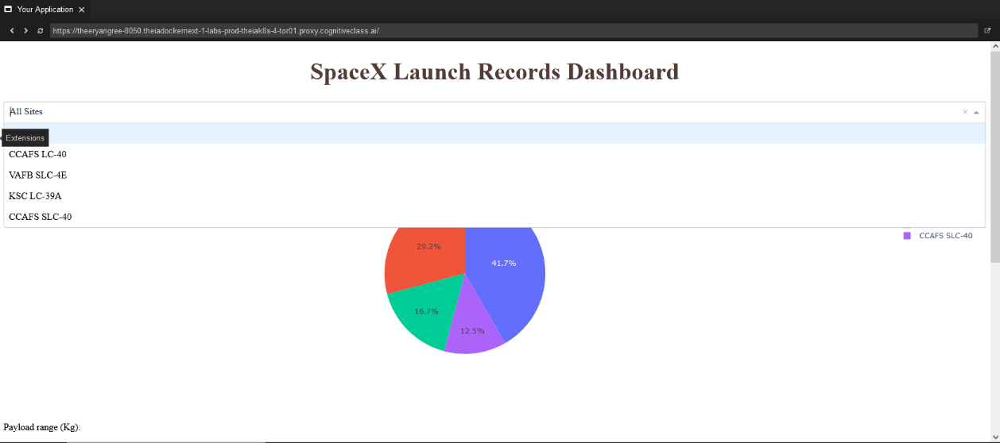 Your Application
https://theeryangree-8050.theiadockernext-1-labs-prod-theiak8s-4-tor01.proxy.cognitiveclass.ai/
SpaceX Launch Records Dashboard
All Sites
Extensions
CCAFS LC-40
VAFB SLC-4E
KSC LC-39A
CCAFS SLC-40
CCAFS SLC-40
29.2%
41.7%
16.7%
12.5%
Payload range (Kg):